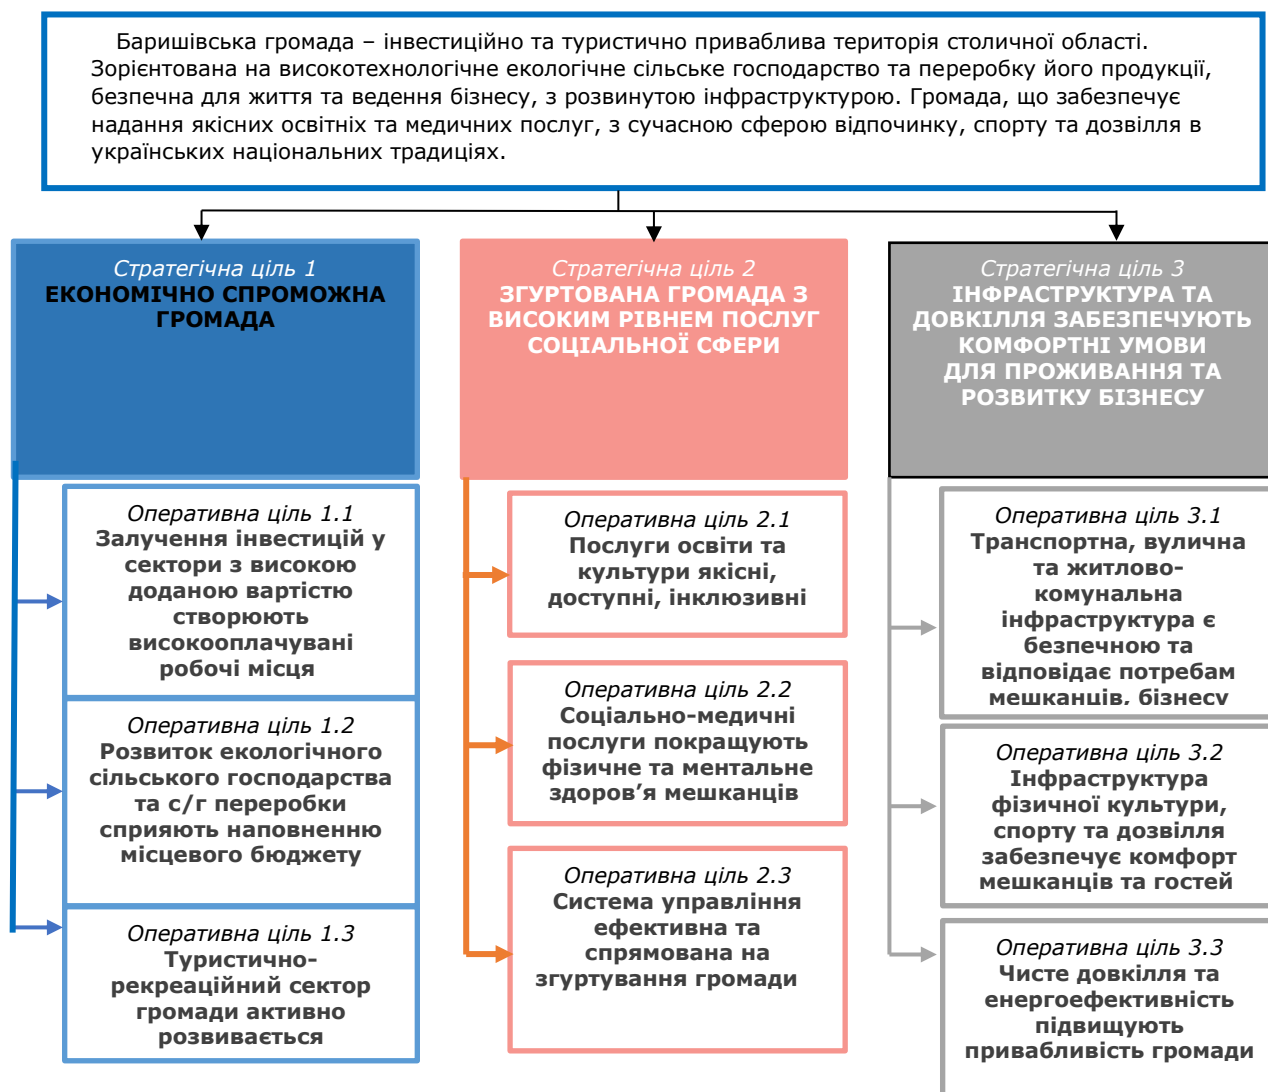 Баришівська громада – інвестиційно та туристично приваблива територія столичної області.
Зорієнтована на високотехнологічне екологічне сільське господарство та переробку його продукції,
безпечна для життя та ведення бізнесу, з розвинутою інфраструктурою. Громада, що забезпечує
надання якісних освітніх та медичних послуг, з сучасною сферою відпочинку, спорту та дозвілля в
українських національних традиціях.
Стратегічна ціль 1
ЕКОНОМІЧНО СПРОМОЖНА
ГРОМАДА
Оперативна ціль 1.1
Залучення інвестицій у
сектори з високою
доданою вартістю
створюють
високооплачувані
робочі місця
Оперативна ціль 1.2
Розвиток екологічного
сільського господарства
та с/г переробки
сприяють наповненню
місцевого бюджету
Оперативна ціль 1.3
Туристично-
рекреаційний сектор
громади активно
розвивається
Стратегічна ціль 2
ЗГУРТОВАНА ГРОМАДА З
ВИСОКИМ РІВНЕМ ПОСЛУГ
СОЦІАЛЬНОЇ СФЕРИ
Оперативна ціль 2.1
Послуги освіти та
культури якісні,
доступні, інклюзивні
Оперативна ціль 2.2
Соціально-медичні
послуги покращують
фізичне та ментальне
здоров’я мешканців
Оперативна ціль 2.3
Система управління
ефективна та
спрямована на
згуртування громади
Стратегічна ціль 3
ІНФРАСТРУКТУРА ТА
ДОВКІЛЛЯ ЗАБЕЗПЕЧУЮТЬ
КОМФОРТНІ УМОВИ
ДЛЯ ПРОЖИВАННЯ ТА
РОЗВИТКУ БІЗНЕСУ
Оперативна ціль 3.1
Транспортна, вулична
та житлово-
комунальна
інфраструктура є
безпечною та
відповідає потребам
мешканців, бізнесу
Оперативна ціль 3.2
Інфраструктура
фізичної культури,
спорту та дозвілля
забезпечує комфорт
мешканців та гостей
Оперативна ціль 3.3
Чисте довкілля та
енергоефективність
підвищують
привабливість громади